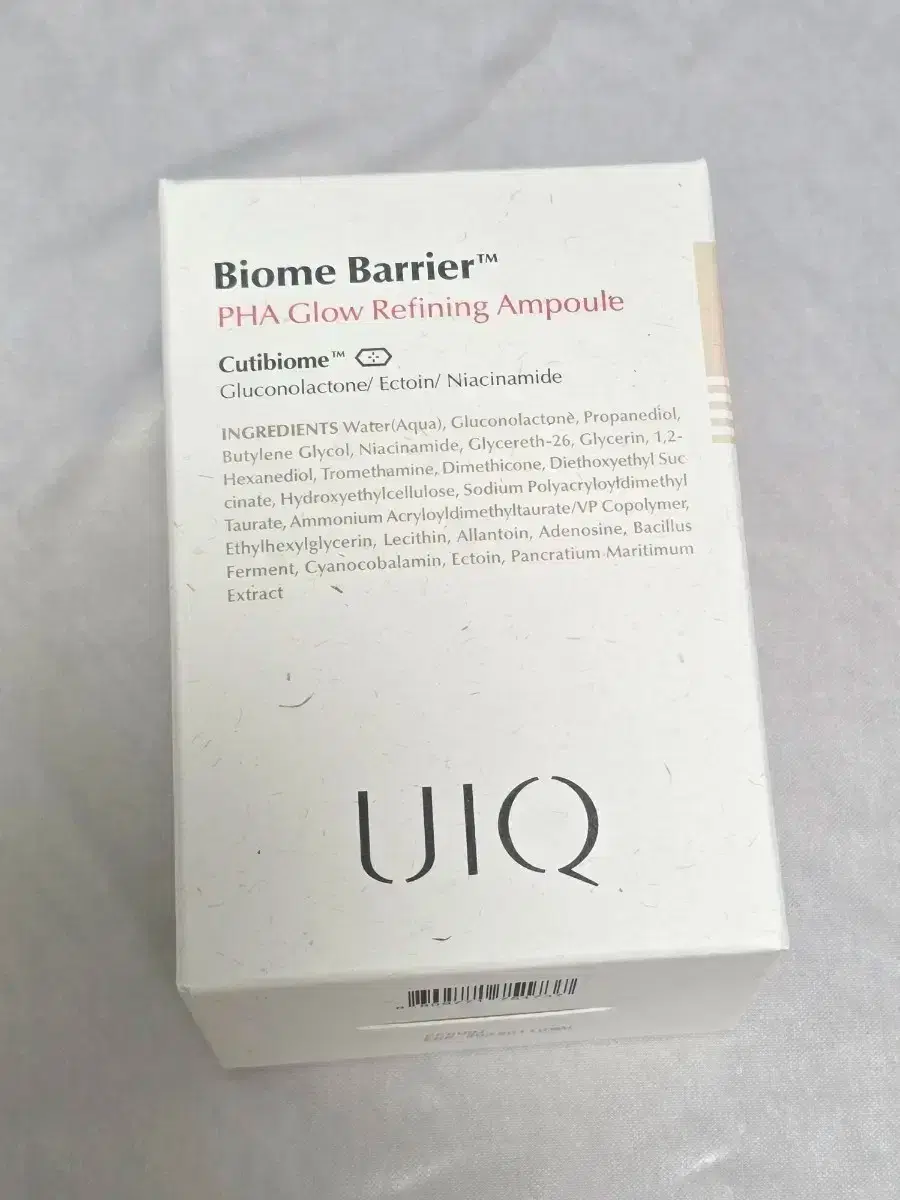 Biome Barrier™
PHA Glow Refining Ampoule
Cutibiome™
Gluconolactone/ Ectoin/ Niacinamide
INGREDIENTS Water(Aqua), Gluconolactone, Propanediol,
Butylene Glycol, Niacinamide, Glycereth-26, Glycerin, 1,2-
Hexanediol, Tromethamine, Dimethicone, Diethoxyethyl Suc
cinate, Hydroxyethylcellulose, Sodium Polyacryloyldimethyl
Taurate, Ammonium Acryloyldimethyltaurate/VP Copolymer,
Ethylhexylglycerin, Lecithin, Allantoin, Adenosine, Bacillus
Ferment, Cyanocobalamin, Ectoin, Pancratium Maritimum
Extract
UIQ